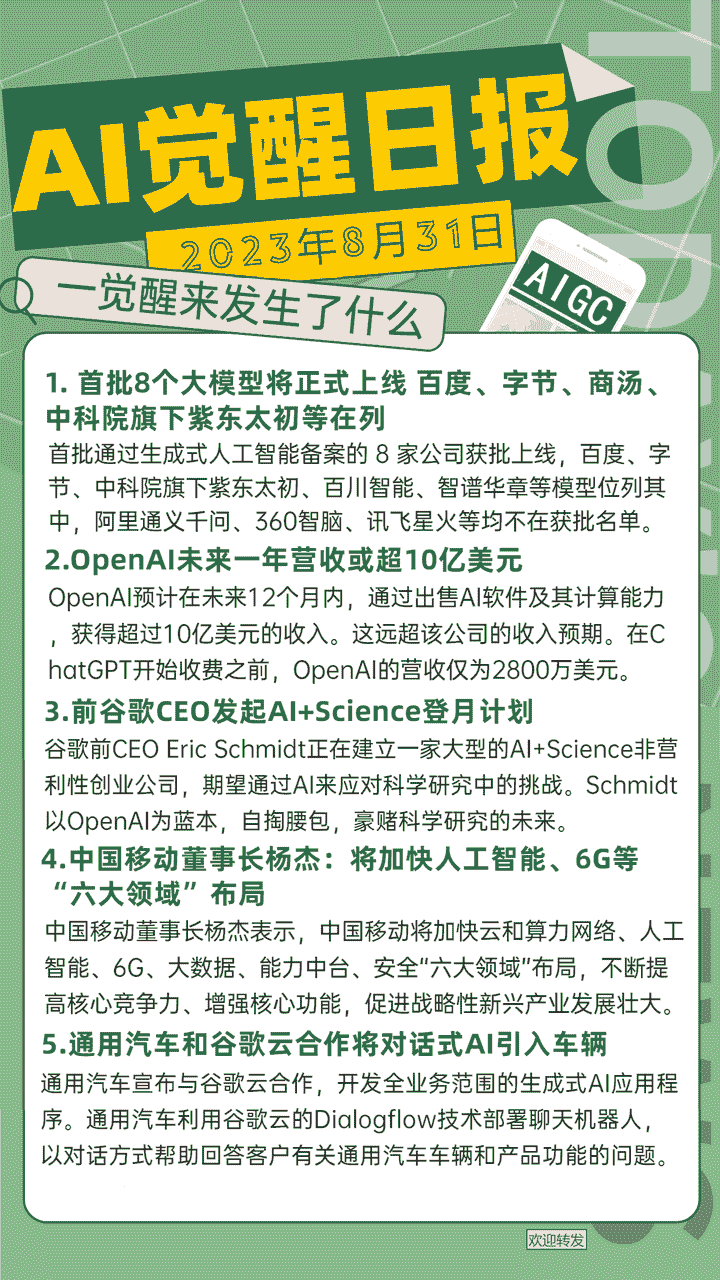 AI觉醒日报
2023年8月31日
一觉醒来发生了什么
AIGC
1. 首批8个大模型将正式上线 百度、字节、商汤、
中科院旗下紫东太初等在列
首批通过生成式人工智能备案的 8 家公司获批上线，百度、字
节、中科院旗下紫东太初、百川智能、智谱华章等模型位列其
中，阿里通义千问、360智脑、讯飞星火等均不在获批名单。
2.OpenAI未来一年营收或超10亿美元
OpenAI预计在未来12个月内，通过出售AI软件及其计算能力
，获得超过10亿美元的收入。这远超该公司的收入预期。在C
hatGPT开始收费之前，OpenAI的营收仅为2800万美元。
3.前谷歌CEO发起AI+Science登月计划
谷歌前CEO Eric Schmidt正在建立一家大型的AI+Science非营
利性创业公司，期望通过AI来应对科学研究中的挑战。Schmidt
以OpenAI为蓝本，自掏腰包，豪赌科学研究的未来。
4.中国移动董事长杨杰：将加快人工智能、6G等
“六大领域”布局
中国移动董事长杨杰表示，中国移动将加快云和算力网络、人工
智能、6G、大数据、能力中台、安全“六大领域”布局，不断提
高核心竞争力、增强核心功能，促进战略性新兴产业发展壮大。
5.通用汽车和谷歌云合作将对话式AI引入车辆
通用汽车宣布与谷歌云合作，开发全业务范围的生成式AI应用程
序。通用汽车利用谷歌云的Dialogflow技术部署聊天机器人，
以对话方式帮助回答客户有关通用汽车车辆和产品功能的问题。
欢迎转发